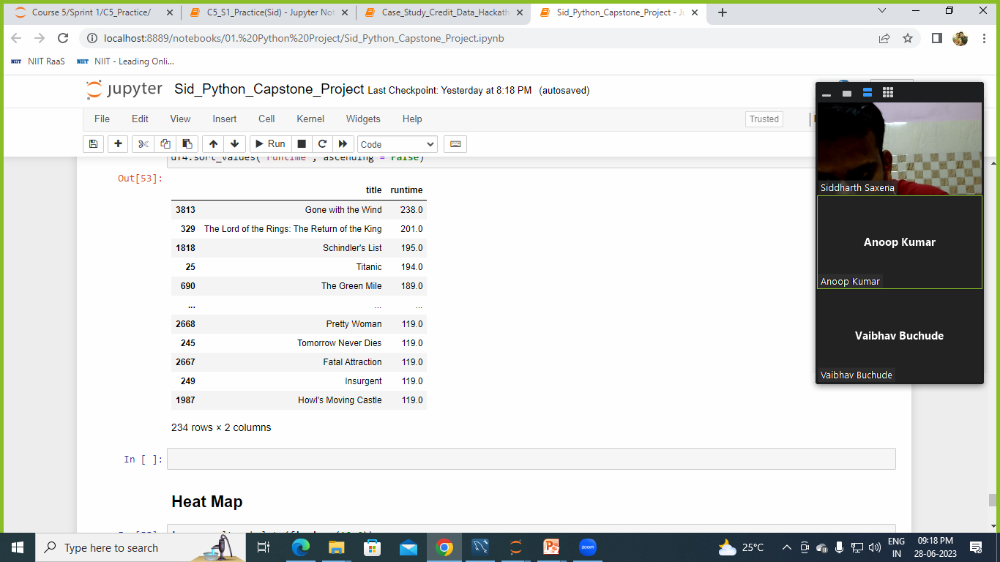 Course 5/Sprint 1/C5_Practice/
C5_S1_Practice(Sid) - Jupyter Not
Case_Study_Credit_Data_Hackath
Sid_Python_Capstone_Project - Ju
localhost:8889/notebooks/01.%20Python%20Project/Sid_Python_Capstone_Project.ipynb
NIIT NIIT RaaS
NIIT NIIT - Leading Onli...
jupyter Sid_Python_Capstone_Project Last Checkpoint: Yesterday at 8:18 PM (autosaved)
File Edit View Insert Cell Kernel Widgets Help
Trusted
Run
Code
df4.sort_values('runtime', ascending = False)
Out[53]:
title runtime
3813 Gone with the Wind 238.0
329 The Lord of the Rings: The Return of the King 201.0
1818 Schindler's List 195.0
25 Titanic 194.0
690 The Green Mile 189.0
... ... ...
2668 Pretty Woman 119.0
245 Tomorrow Never Dies 119.0
2667 Fatal Attraction 119.0
249 Insurgent 119.0
1987 Howl's Moving Castle 119.0
234 rows × 2 columns
In [ ]:
Heat Map
Siddharth Saxena
Anoop Kumar
Anoop Kumar
Vaibhav Buchude
Vaibhav Buchude
Type here to search
zoom
25°C
ENG
IN
09:18 PM
28-06-2023